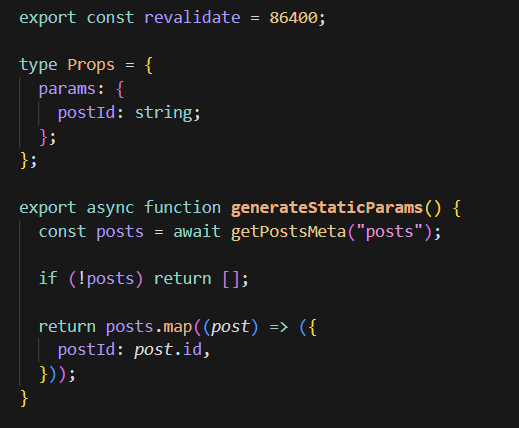 export const revalidate = 86400;
type Props = {
  params: {
    postId: string;
  };
};
export async function generateStaticParams() {
  const posts = await getPostsMeta("posts");
  if (!posts) return [];
  return posts.map((post) => ({
    postId: post.id,
  }));
}